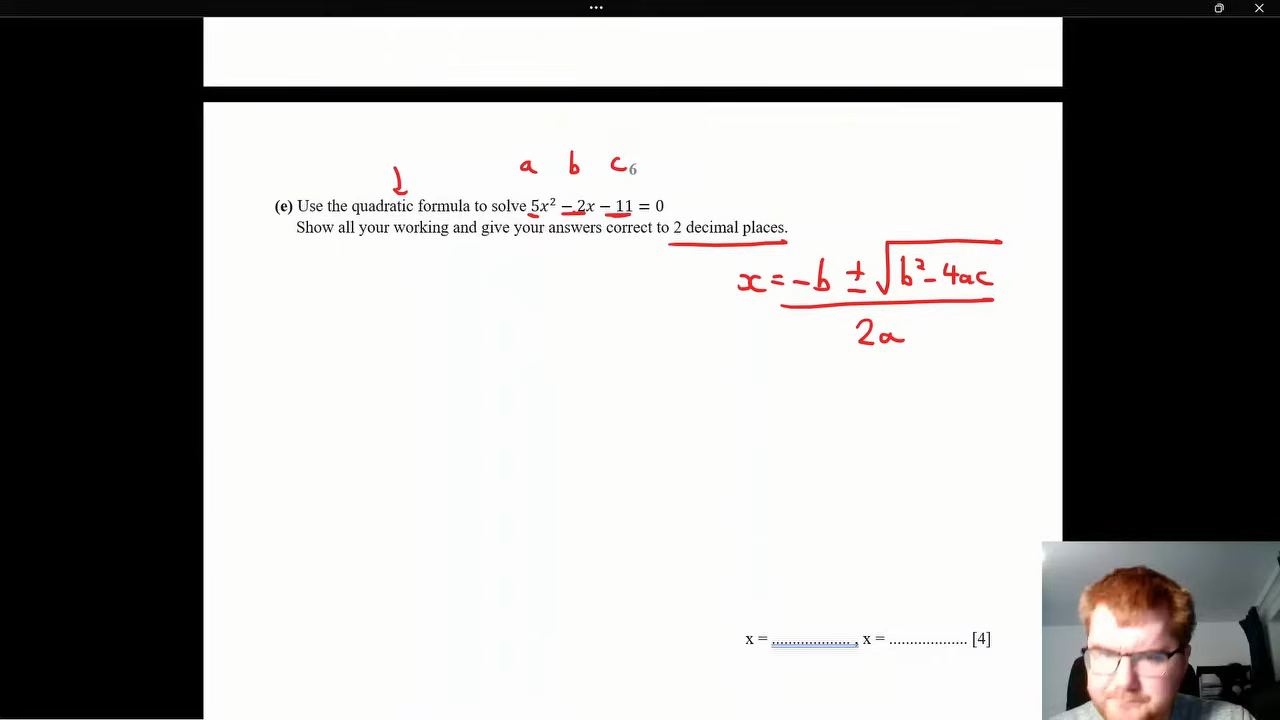 a b c 6
(e) Use the quadratic formula to solve 5x² − 2x − 11 = 0
Show all your working and give your answers correct to 2 decimal places.
x = −b ± √b² − 4ac
2a
x = ................... , x = ................... [4]